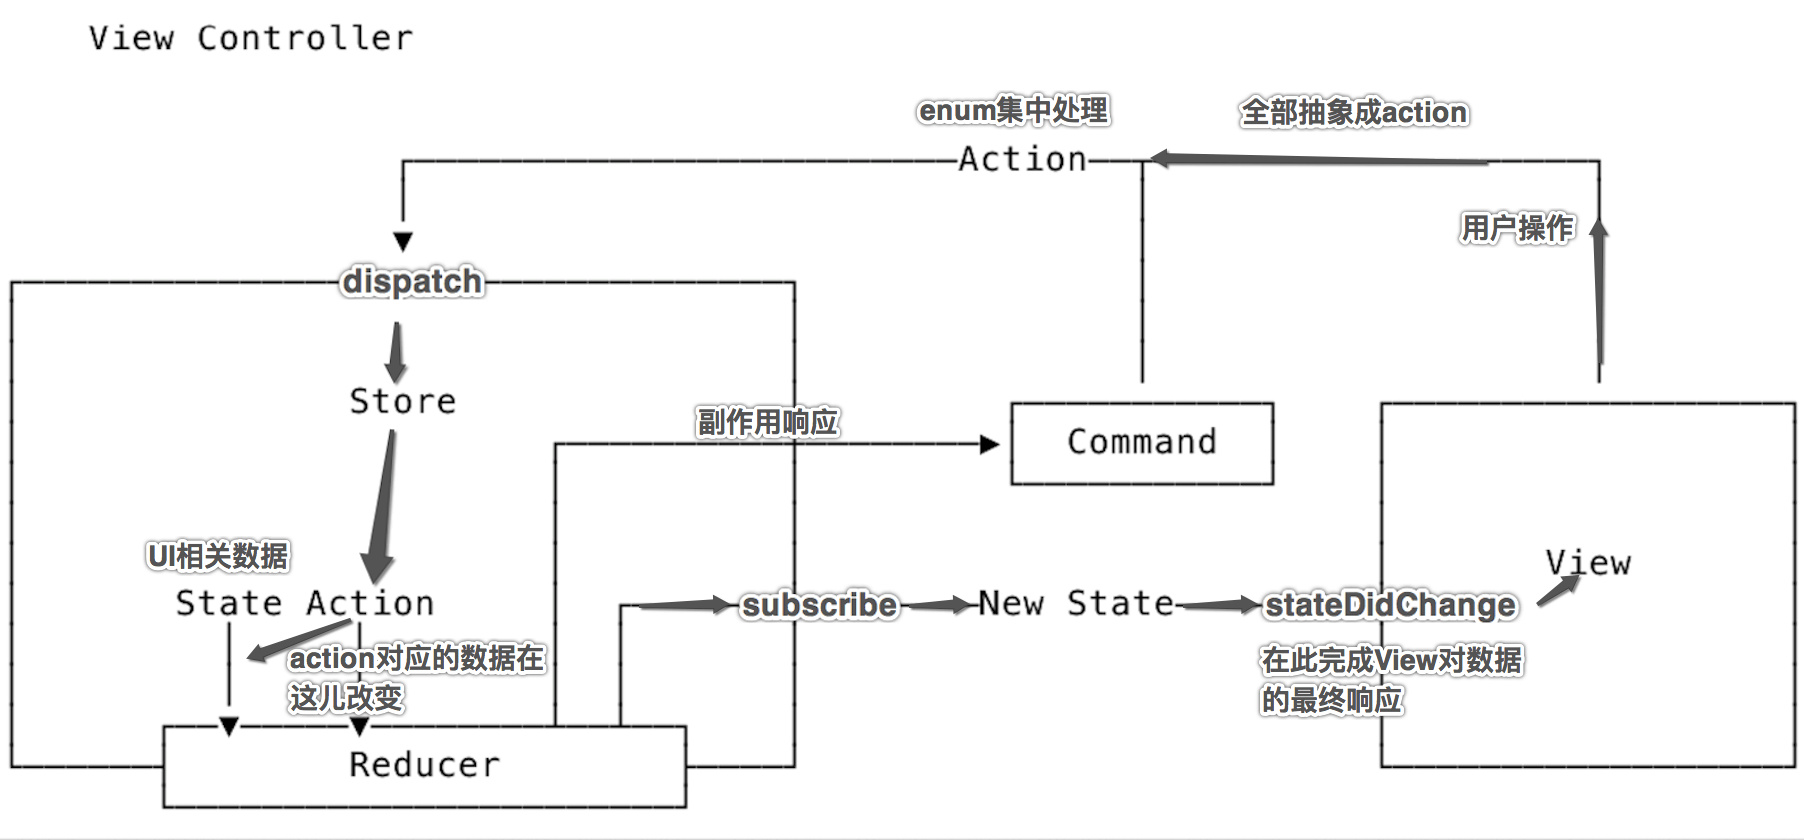 View Controller
enum集中处理
全部抽象成action
Action
用户操作
dispatch
Store
副作用响应
Command
UI相关数据
View
State Action
subscribe
New State
stateDidChange
action对应的数据在
这儿改变
在此完成View对数据
的最终响应
Reducer